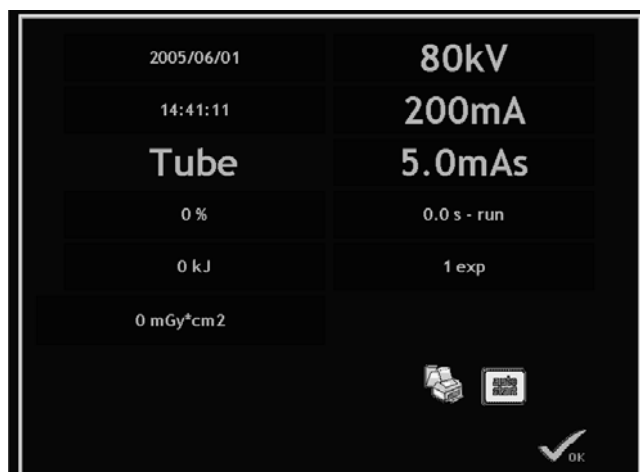 2005/06/01
80kV
14:41:11
200mA
Tube
5.0mAs
0 %
0.0 s - run
0 kJ
1 exp
0 mGy*cm2
OK